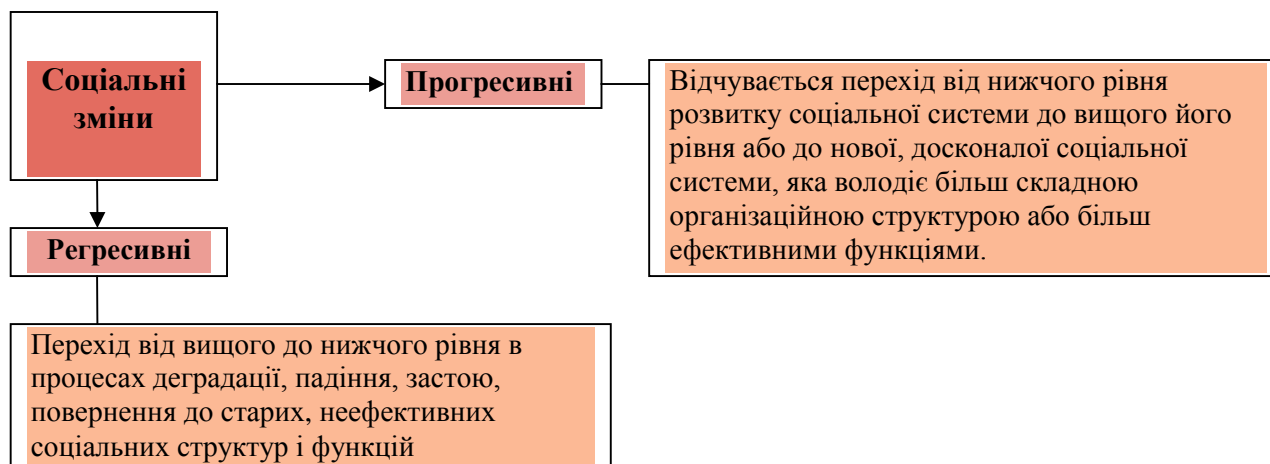 Соціальні
зміни
Прогресивні
Відчувається перехід від нижчого рівня
розвитку соціальної системи до вищого його
рівня або до нової, досконалої соціальної
системи, яка володіє більш складною
організаційною структурою або більш
ефективними функціями.
Регресивні
Перехід від вищого до нижчого рівня в
процесах деградації, падіння, застою,
повернення до старих, неефективних
соціальних структур і функцій